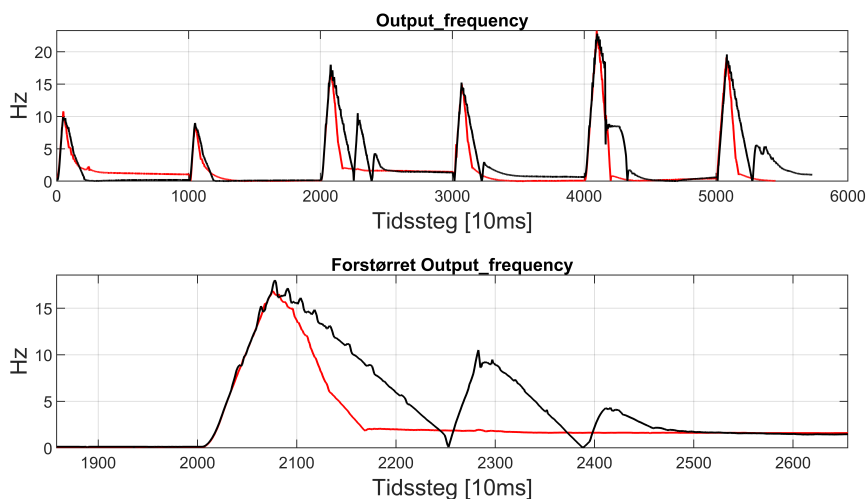 Output_frequency
Hz
20
15
10
5
0
0 1000 2000 3000 4000 5000 6000
Tidssteg [10ms]
Forstørret Output_frequency
Hz
15
10
5
0
1900 2000 2100 2200 2300 2400 2500 2600
Tidssteg [10ms]